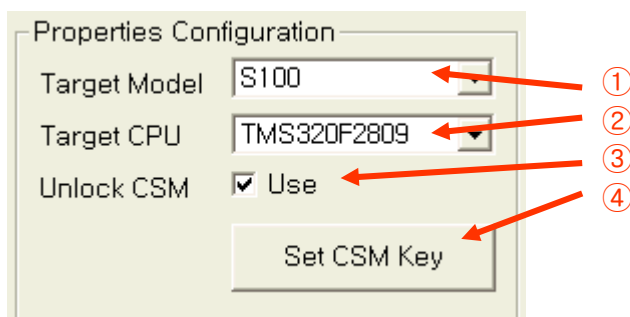 Properties Configuration
Target Model S100 ①
Target CPU TMS320F2809 ②
Unlock CSM Use ③
④
Set CSM Key